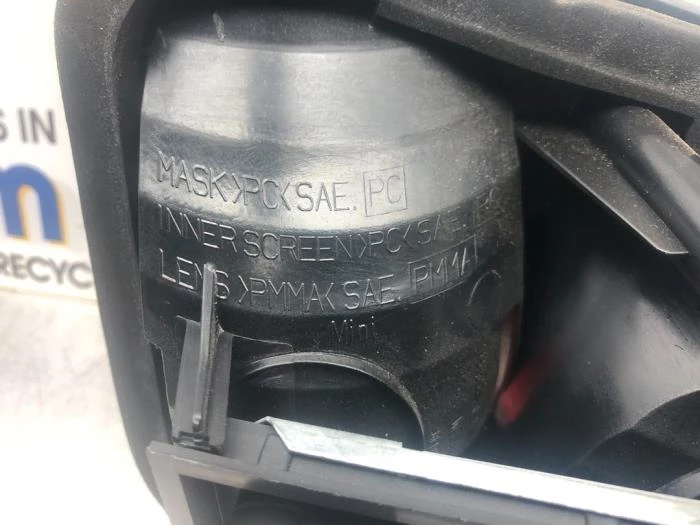 S IN
m
RECYC
MASK>PC<SAE. PC
INNER SCREEN>PC<SAE.
LENS >PMMA< SAE. PMMA
Mini